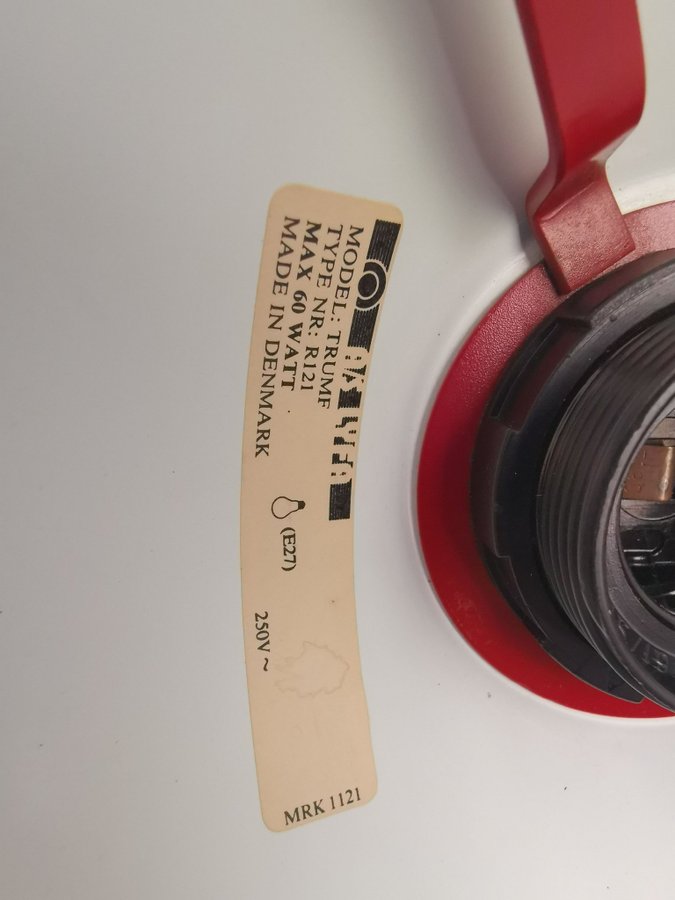 MODEL: TRUMF
TYPE NR: R121
MAX 60 WATT
MADE IN DENMARK
(E27)
250V ~
MRK 1121